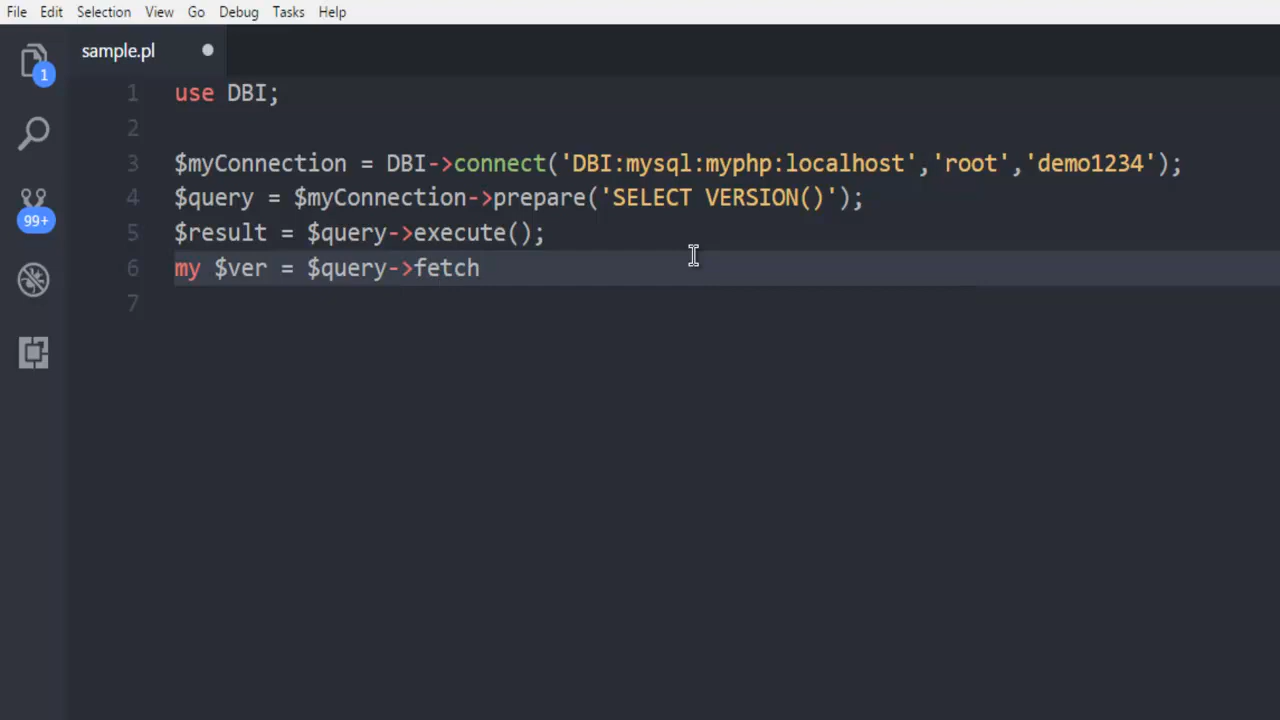 File Edit Selection View Go Debug Tasks Help
sample.pl
1
99+
1 use DBI;
2
3 $myConnection = DBI->connect('DBI:mysql:myphp:localhost','root','demo1234');
4 $query = $myConnection->prepare('SELECT VERSION()');
5 $result = $query->execute();
6 my $ver = $query->fetch
7